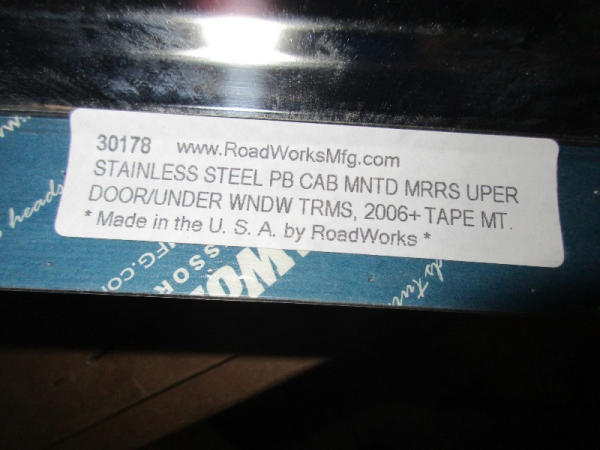 30178 www.RoadWorksMfg.com
STAINLESS STEEL PB CAB MNTD MRRS UPER
DOOR/UNDER WNDW TRMS, 2006+ TAPE MT.
* Made in the U. S. A. by RoadWorks *
heads